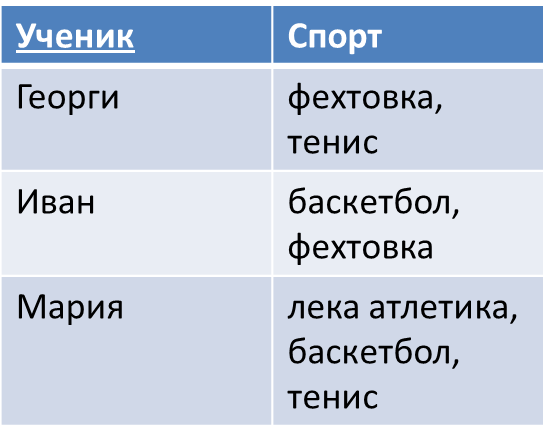 Ученик Спорт
Георги фехтовка,
тенис
Иван баскетбол,
фехтовка
Мария лека атлетика,
баскетбол,
тенис